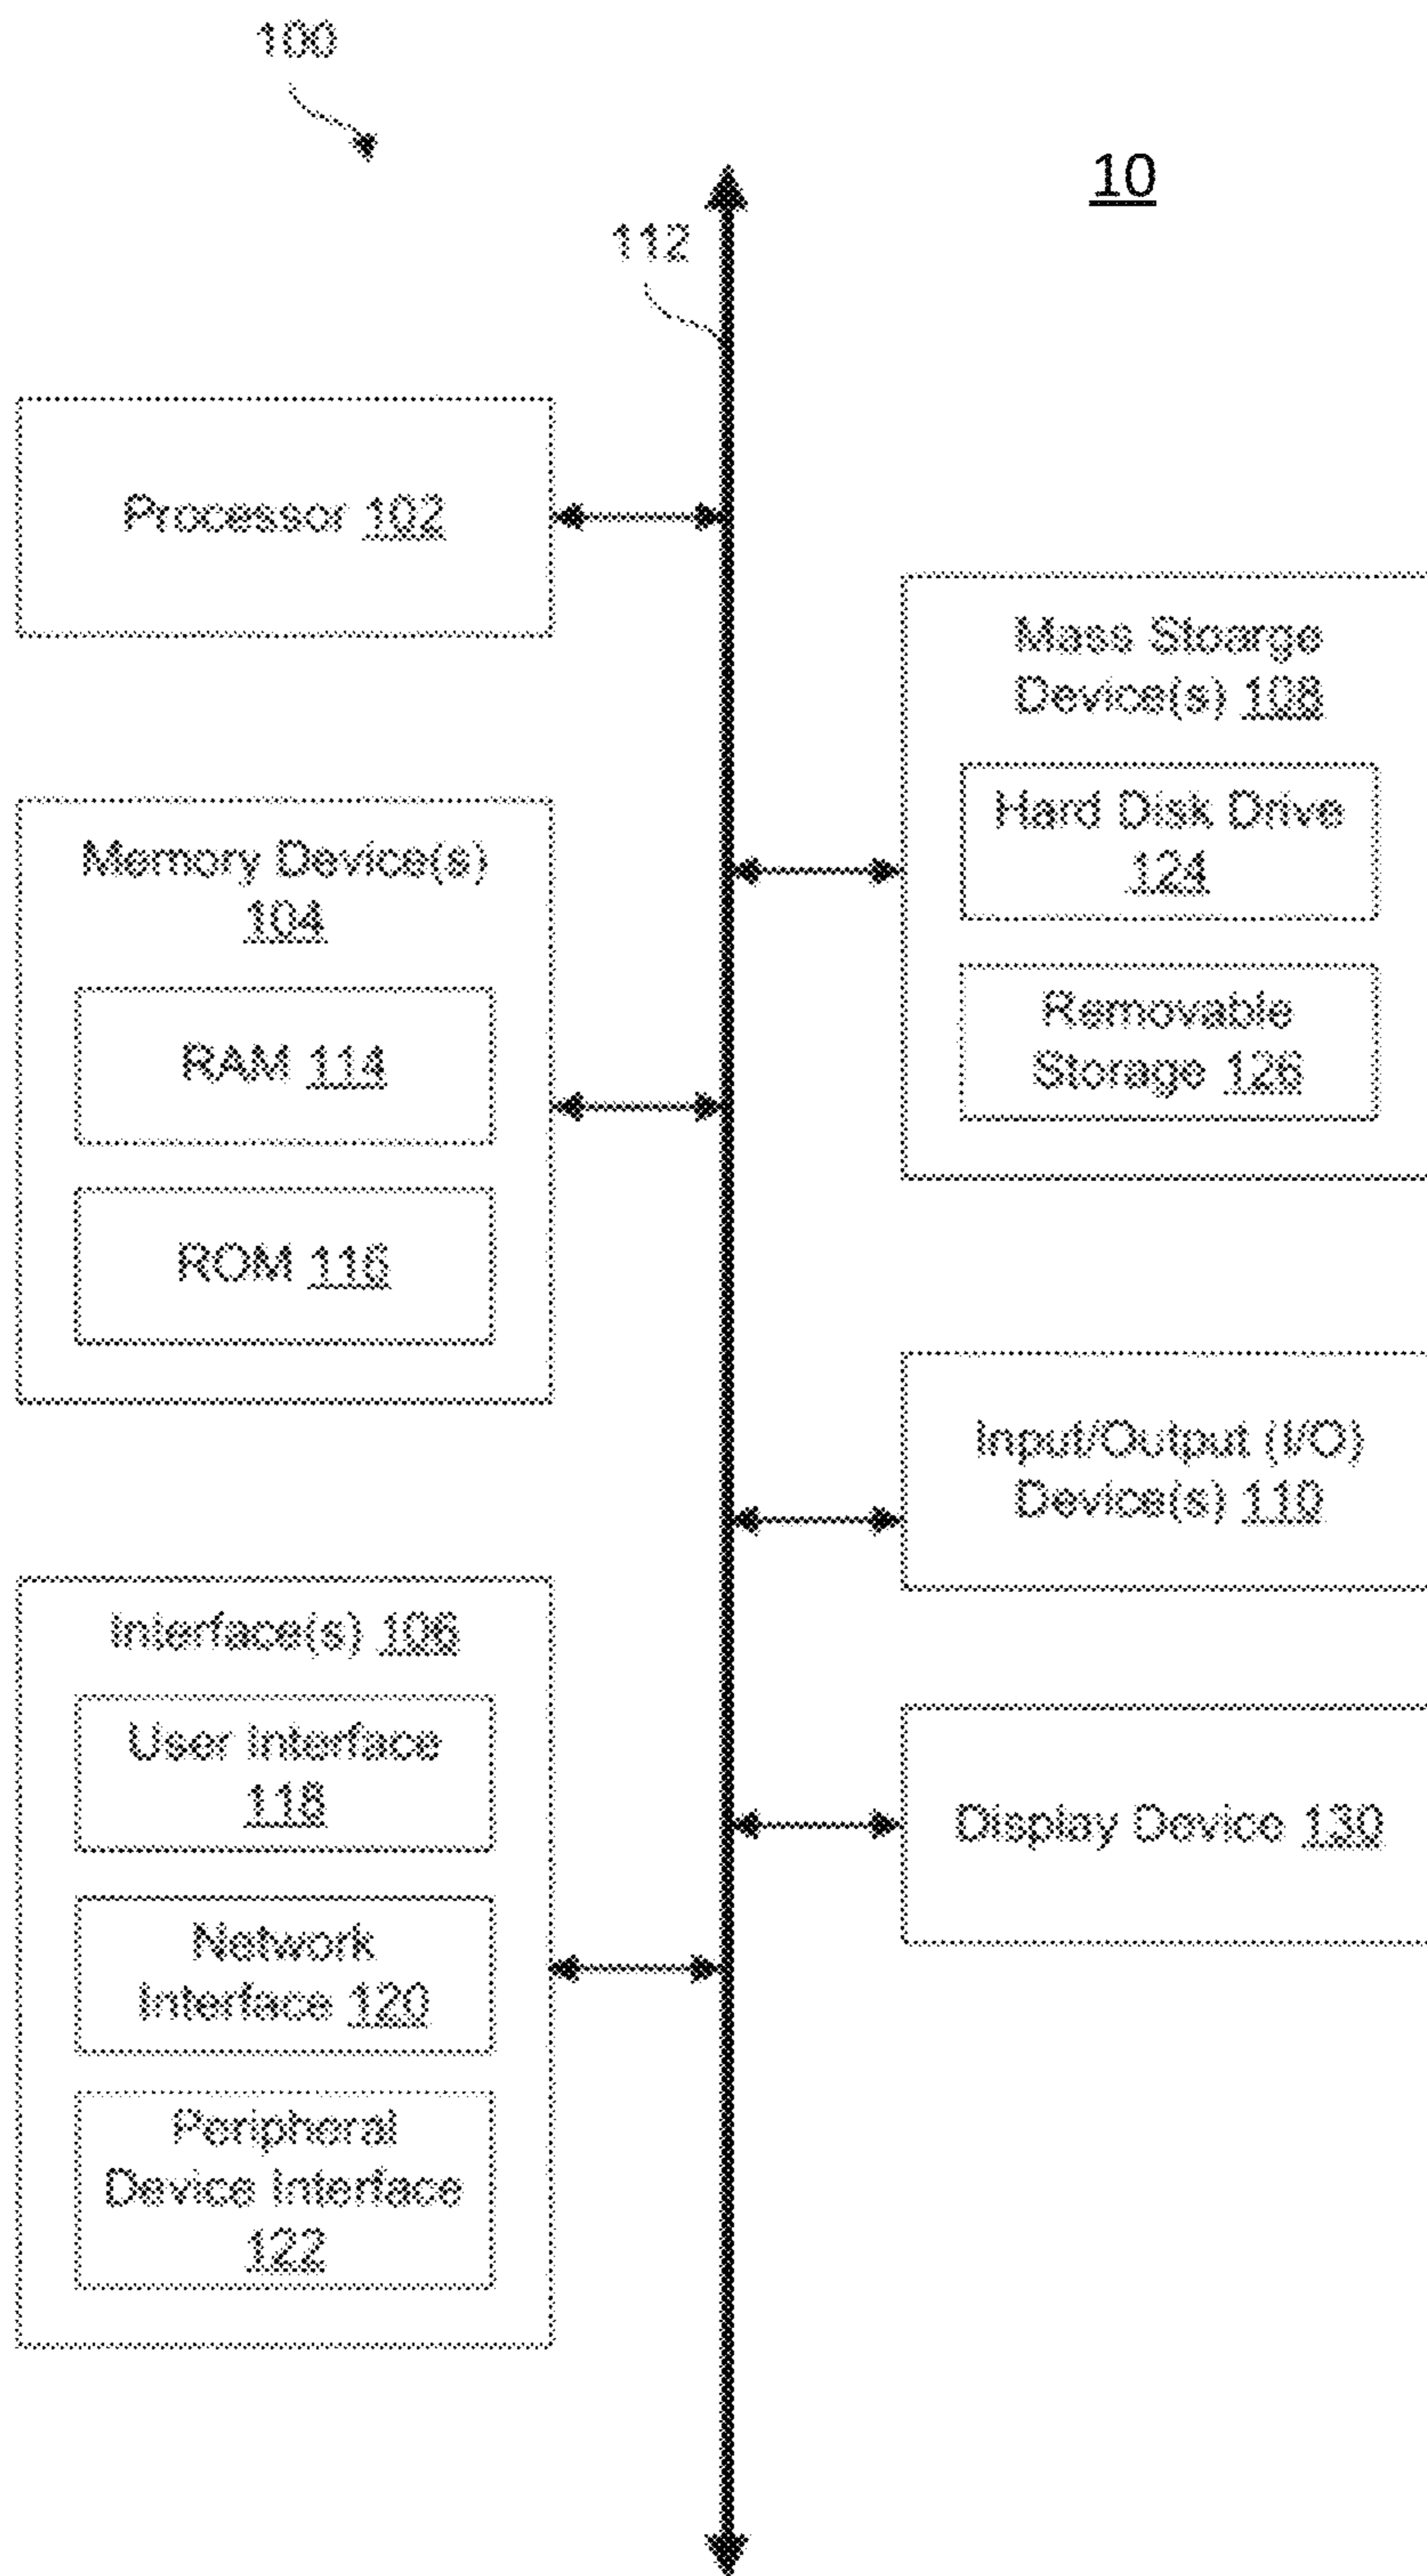 100
10
112
Processor 102
Mass Stoarge
Device(s) 108
Hard Disk Drive
124
Removable
Storage 126
Memory Device(s)
104
RAM 114
ROM 116
Input/Output (I/O)
Device(s) 110
Interface(s) 106
User Interface
118
Network
Interface 120
Peripheral
Device Interface
122
Display Device 130